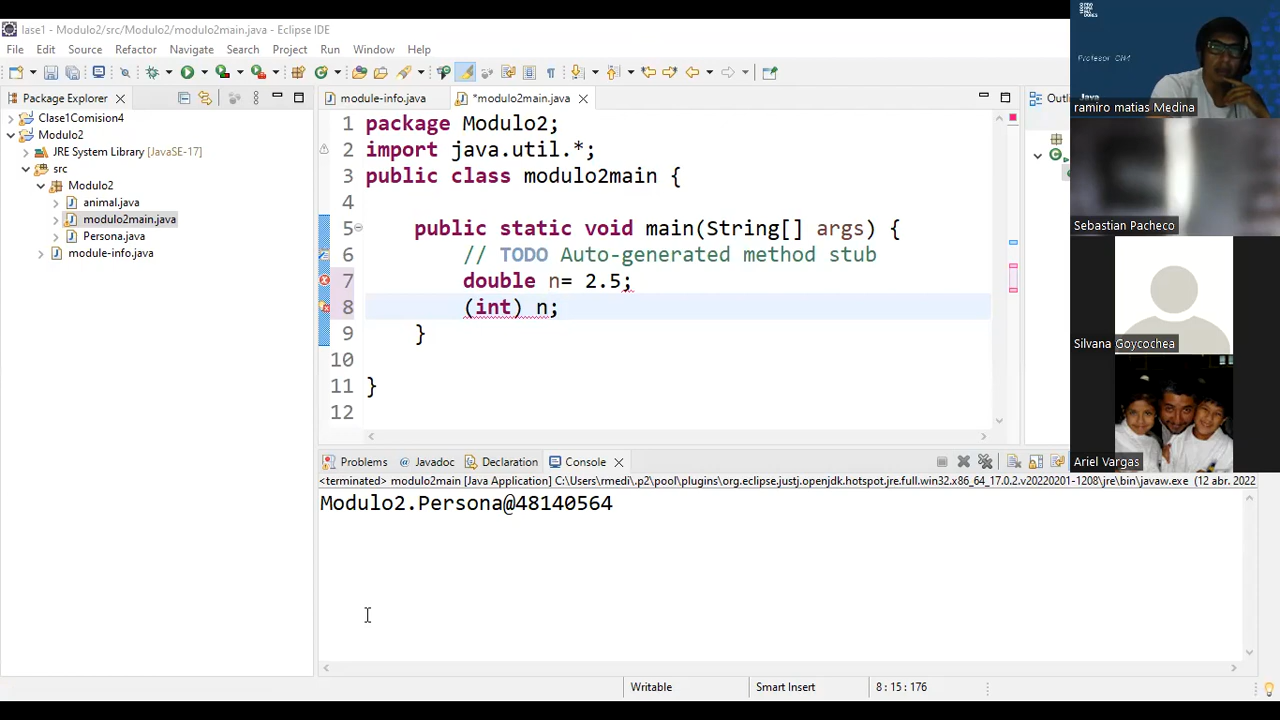 lase1 - Modulo2/src/Modulo2/modulo2main.java - Eclipse IDE
File Edit Source Refactor Navigate Search Project Run Window Help
Package Explorer
Clase1Comision4
Modulo2
JRE System Library [JavaSE-17]
src
Modulo2
animal.java
modulo2main.java
Persona.java
module-info.java
module-info.java
*modulo2main.java
1 package Modulo2;
2 import java.util.*;
3 public class modulo2main {
4
5 public static void main(String[] args) {
6 // TODO Auto-generated method stub
7 double n= 2.5;
8 (int) n;
9 }
10
11 }
12
Outli
Problems Javadoc Declaration Console
<terminated> modulo2main [Java Application] C:\Users\rmedi\.p2\pool\plugins\org.eclipse.justj.openjdk.hotspot.jre.full.win32.x86_64_17.0.2.v20220201-1208\jre\bin\javaw.exe (12 abr. 2022
Modulo2.Persona@48140564
Writable Smart Insert 8 : 15 : 176
Java
ramiro matias Medina
Sebastian Pacheco
Silvana Goycochea
Ariel Vargas